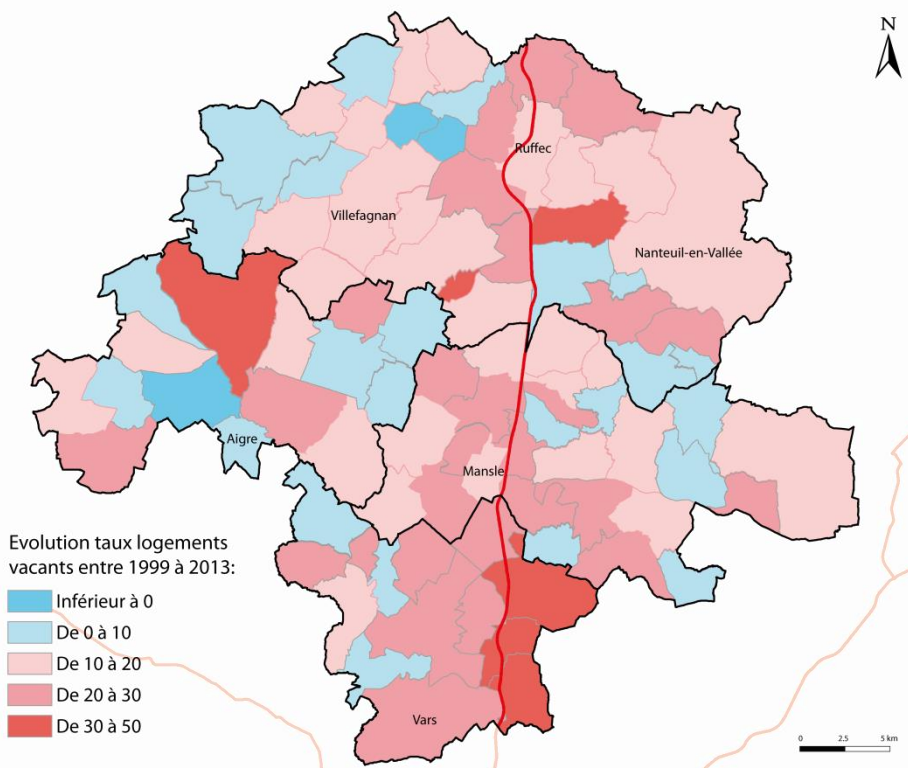 N
Ruffec
Villefagnan
Nanteuil-en-Vallée
Aigre
Mansle
Evolution taux logements
vacants entre 1999 à 2013:
Inférieur à 0
De 0 à 10
De 10 à 20
De 20 à 30
De 30 à 50
Vars
0 2.5 5 km